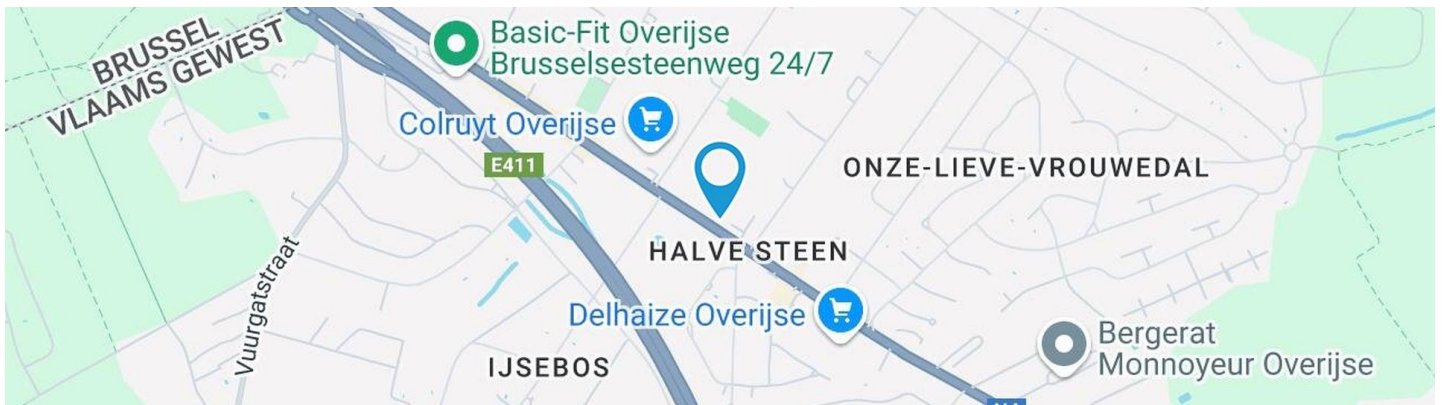 BRUSSEL
VLAAMS GEWEST
Basic-Fit Overijse
Brusselsesteenweg 24/7
Colruyt Overijse
E411
ONZE-LIEVE-VROUWEDAL
HALVE STEEN
Vuurgatstraat
Delhaize Overijse
IJSEBOS
Bergerat
Monnoyeur Overijse